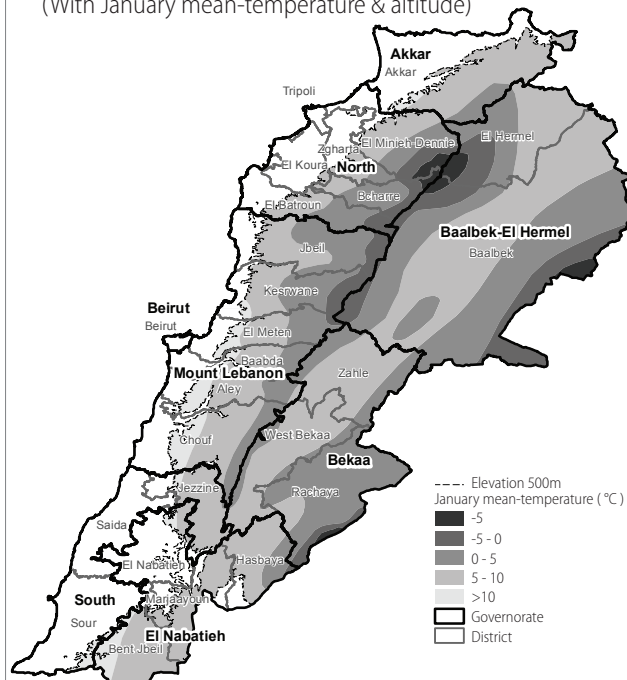 (With January mean-temperature & altitude)
Akkar
Akkar
Tripoli
Zgharta
El Minieh-Dennie
El Hermel
El Koura
North
Bcharre
El Batroun
Baalbek-El Hermel
Baalbek
Jbeil
Kesrwane
Beirut
Beirut
El Meten
Baabda
Mount Lebanon
Aley
Zahle
Chouf
West Bekaa
Bekaa
Jezzine
Rachaya
Saida
El Nabatieh
Hasbaya
South
Marjaayoun
Sour
El Nabatieh
Bent Jbeil
Elevation 500m
January mean-temperature ( °C )
-5
-5 - 0
0 - 5
5 - 10
>10
Governorate
District